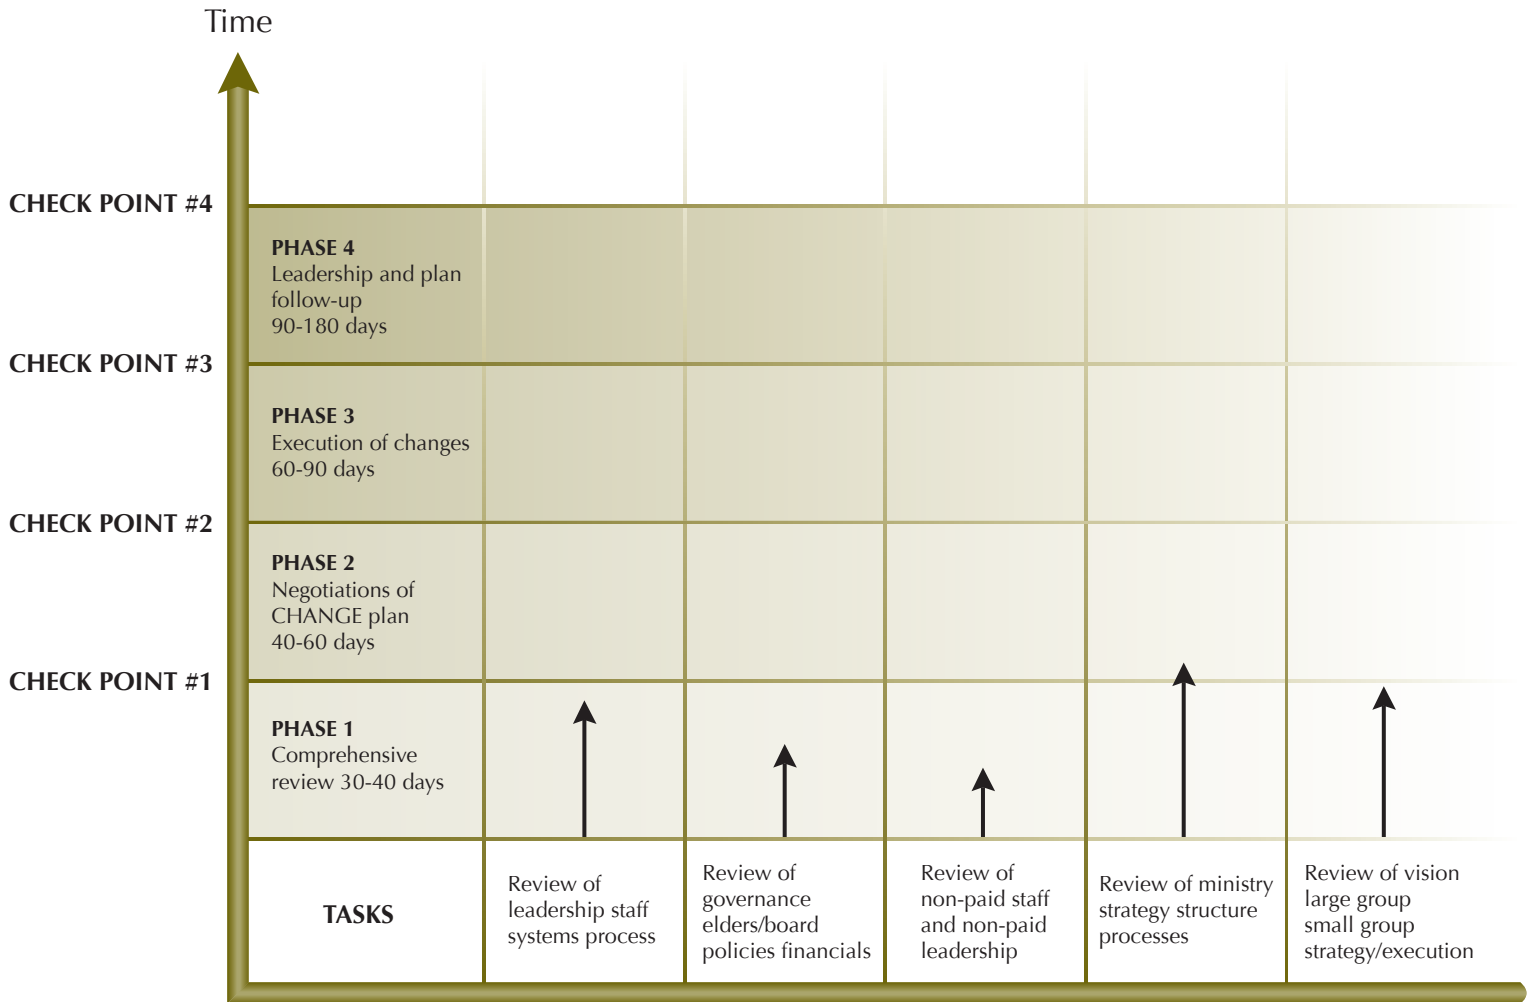 Time
CHECK POINT #4
PHASE 4
Leadership and plan
follow-up
90-180 days
CHECK POINT #3
PHASE 3
Execution of changes
60-90 days
CHECK POINT #2
PHASE 2
Negotiations of
CHANGE plan
40-60 days
CHECK POINT #1
PHASE 1
Comprehensive
review 30-40 days
TASKS
Review of
leadership staff
systems process
Review of
governance
elders/board
policies financials
Review of
non-paid staff
and non-paid
leadership
Review of ministry
strategy structure
processes
Review of vision
large group
small group
strategy/execution